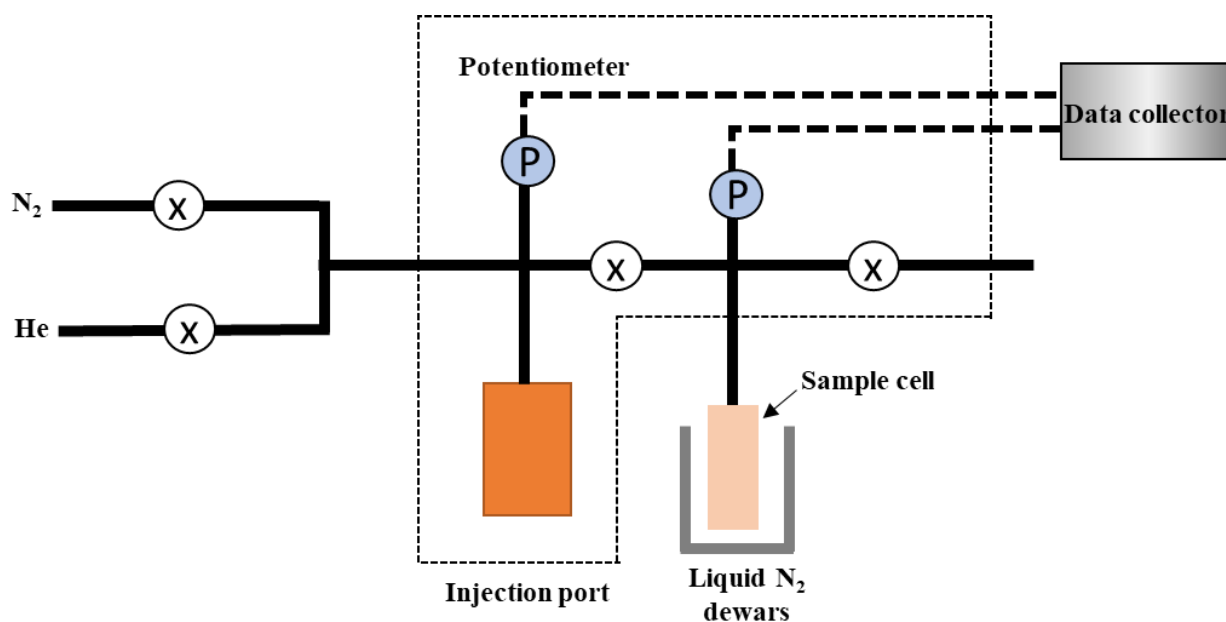 Potentiometer
Data collector
P
P
N₂
X
X
X
He
X
Sample cell
Injection port
Liquid N₂
dewars